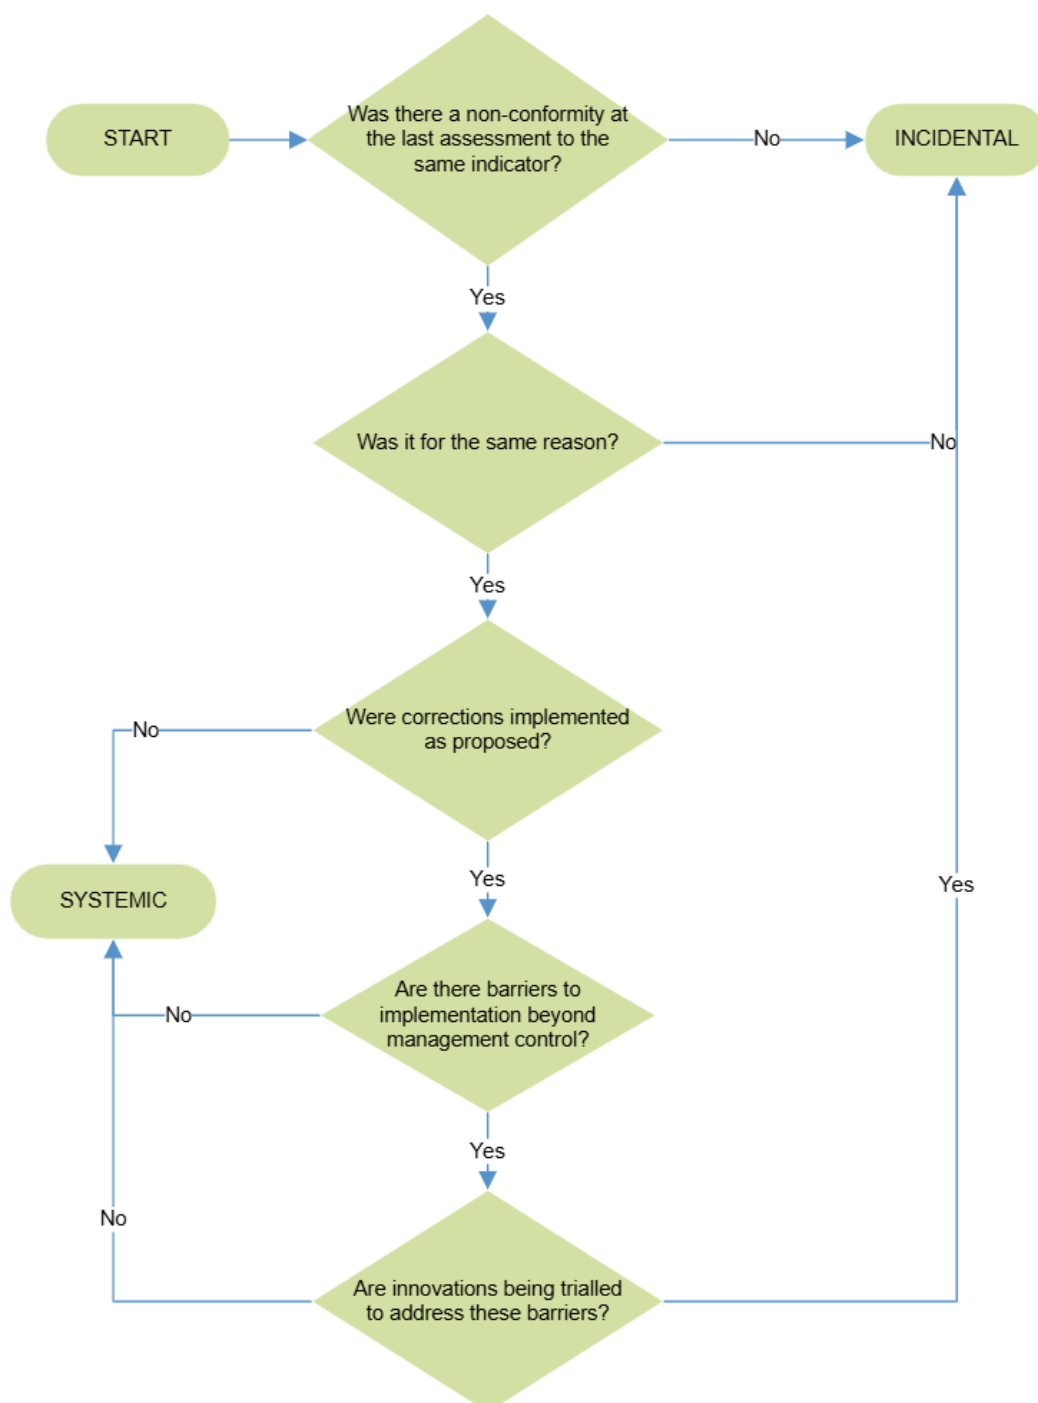 START
Was there a non-conformity at
the last assessment to the
same indicator?
No
INCIDENTAL
Yes
Was it for the same reason?
No
Yes
Were corrections implemented
as proposed?
No
Yes
SYSTEMIC
Yes
Are there barriers to
implementation beyond
management control?
No
Yes
No
Are innovations being trialled
to address these barriers?